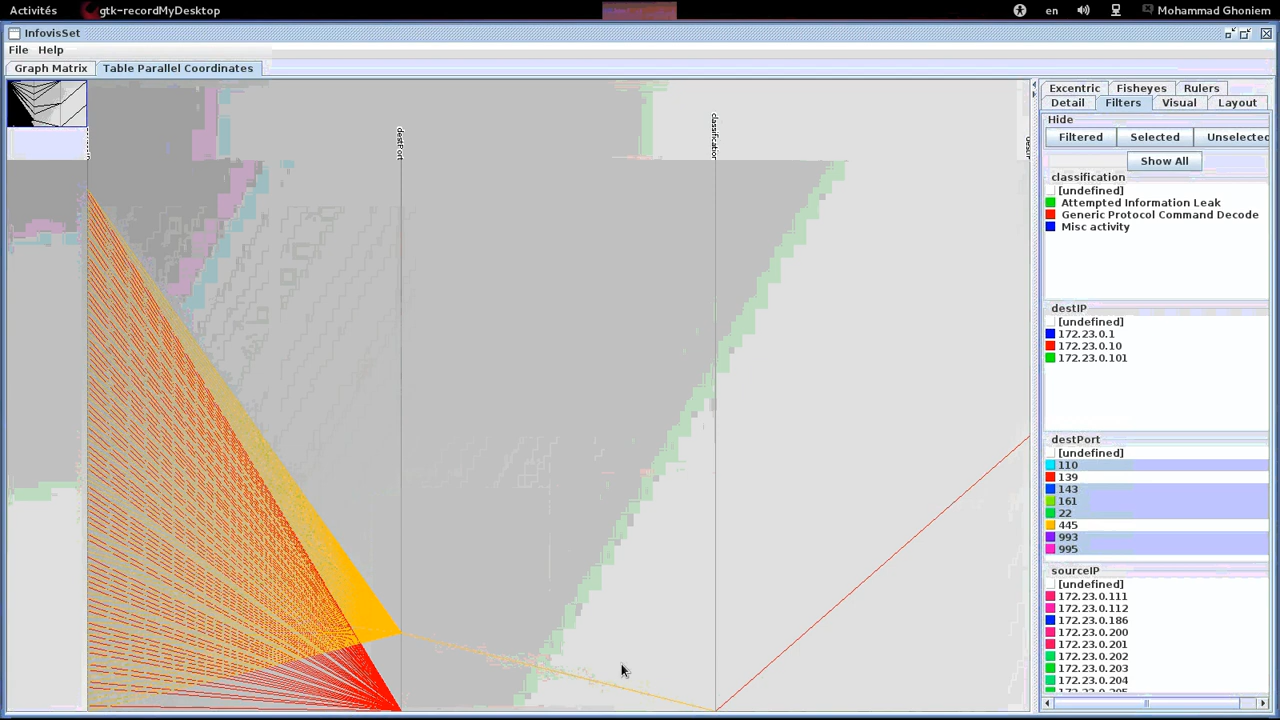 Activités
gtk-recordMyDesktop
en
Mohammad Ghoniem
InfovisSet
File Help
Graph Matrix
Table Parallel Coordinates
destPort
classification
Excentric Fisheyes Rulers
Detail Filters Visual Layout
Hide
Filtered Selected Unselected
Show All
classification
[undefined]
Attempted Information Leak
Generic Protocol Command Decode
Misc activity
destIP
[undefined]
172.23.0.1
172.23.0.10
172.23.0.101
destPort
[undefined]
110
139
143
161
22
445
993
995
sourceIP
[undefined]
172.23.0.111
172.23.0.112
172.23.0.186
172.23.0.200
172.23.0.201
172.23.0.202
172.23.0.203
172.23.0.204